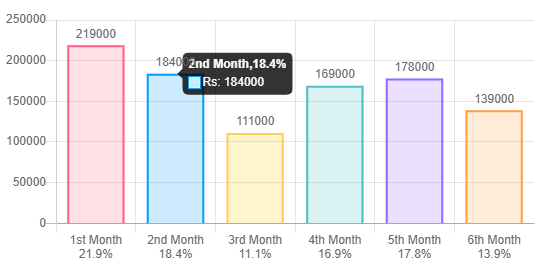 250000
200000
150000
100000
50000
0
219000
184000
111000
169000
178000
139000
2nd Month,18.4%
Rs: 184000
1st Month
21.9%
2nd Month
18.4%
3rd Month
11.1%
4th Month
16.9%
5th Month
17.8%
6th Month
13.9%